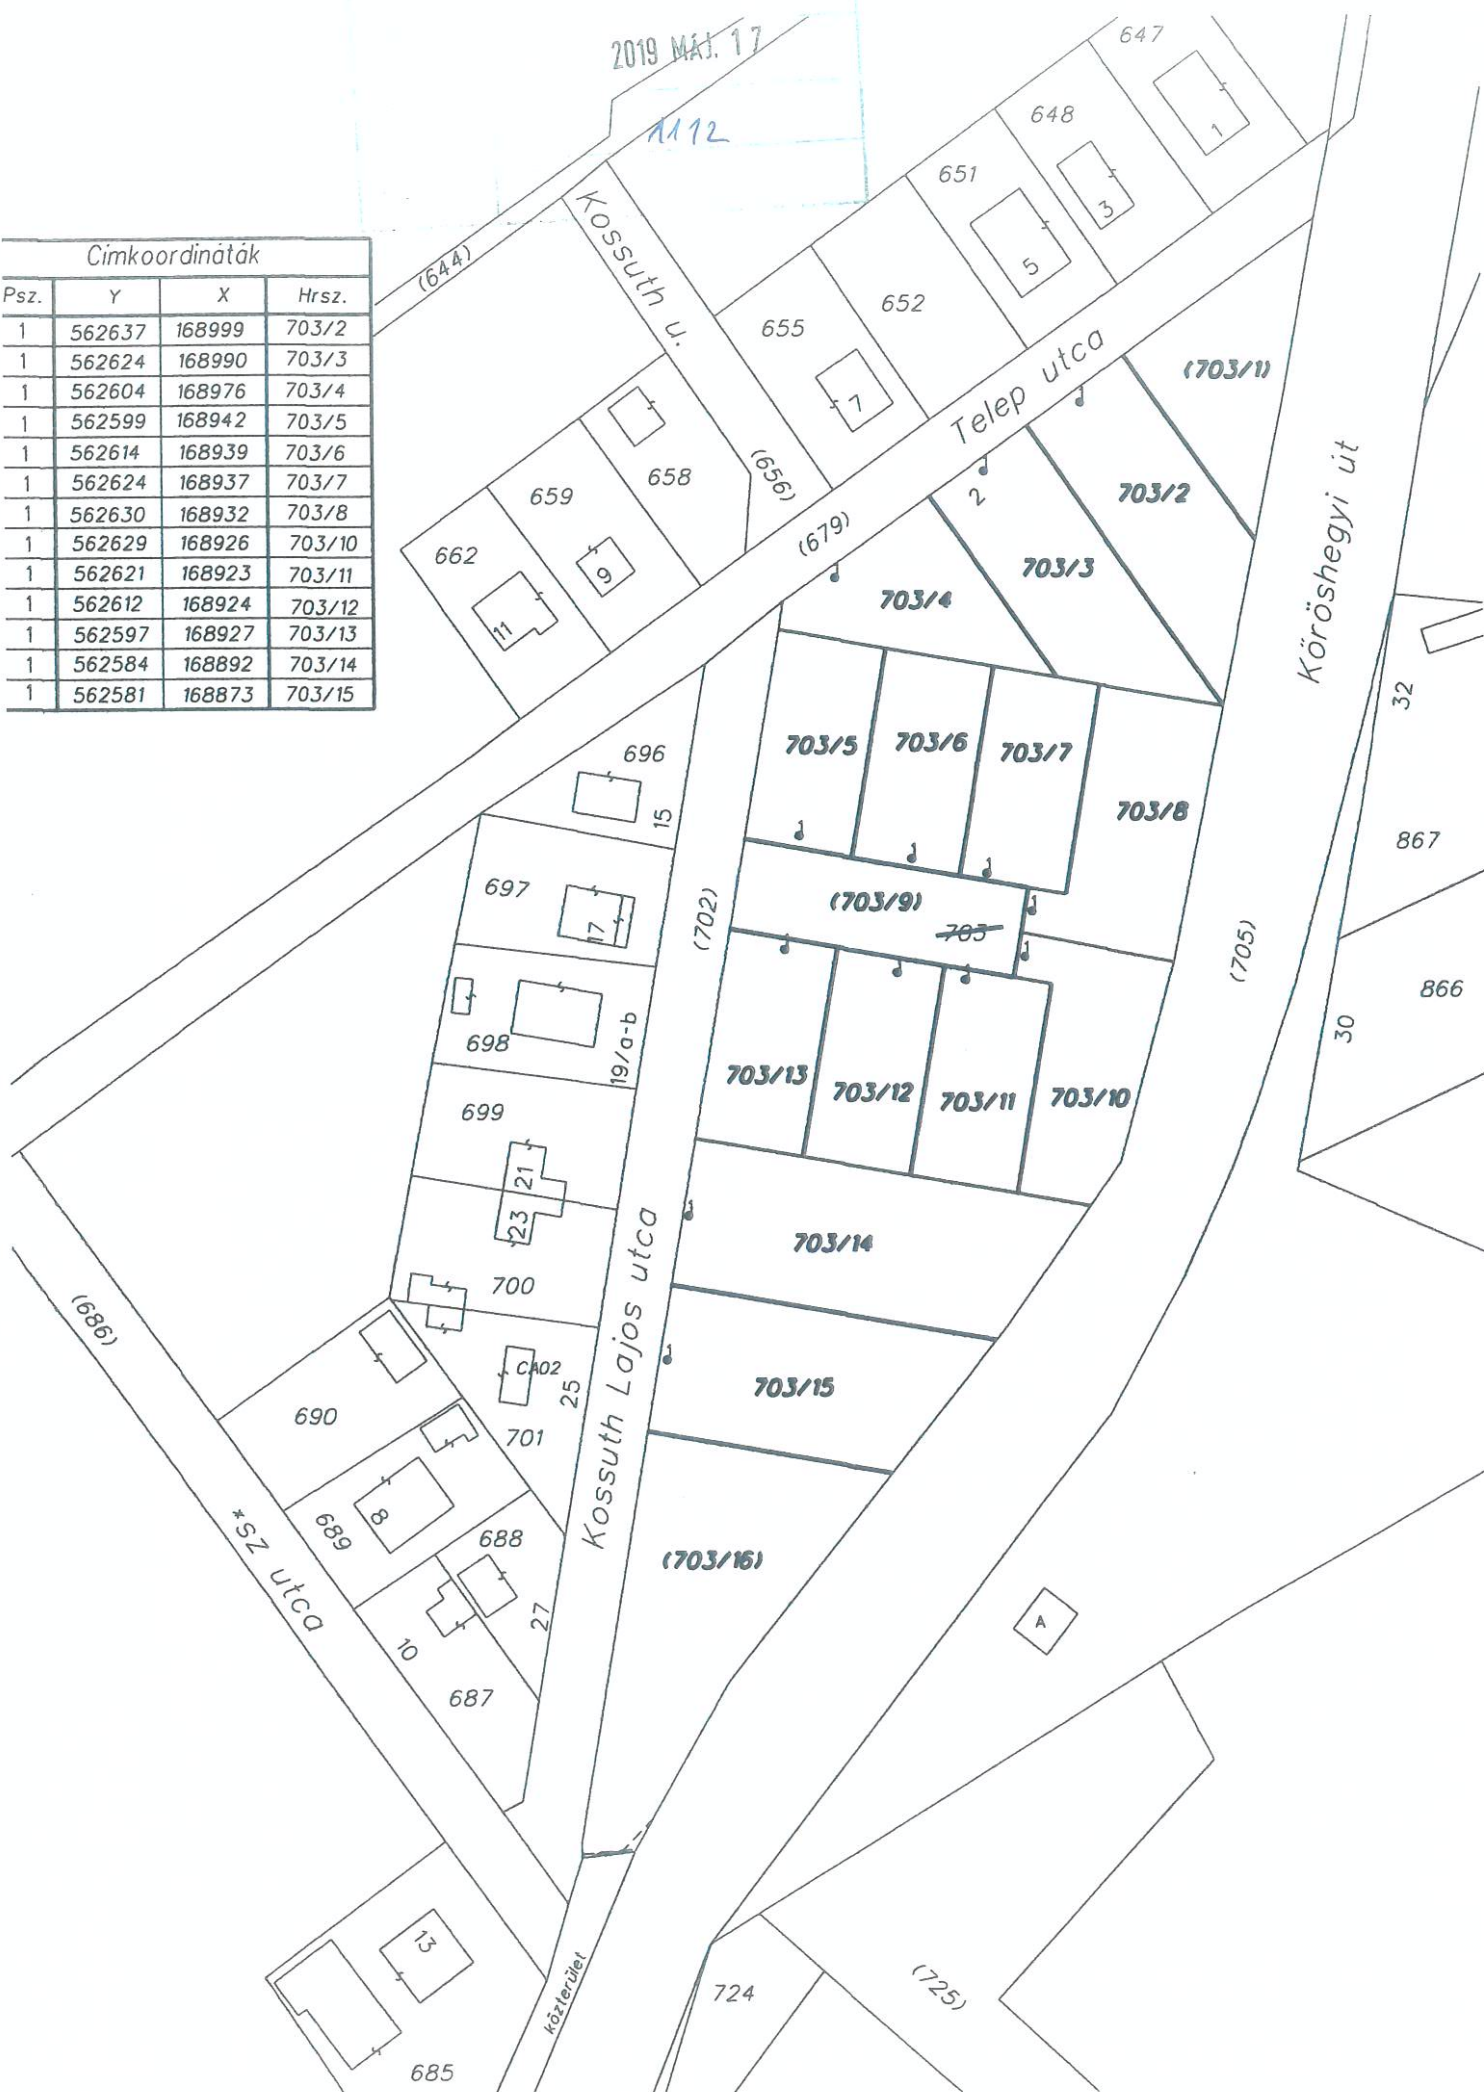 2019 MÁJ. 17
1112
647
648
1
651
3
5
(644)
Kossuth u.
652
655
7
Címkoordináták
Psz. Y X Hrsz.
1 562637 168999 703/2
1 562624 168990 703/3
1 562604 168976 703/4
1 562599 168942 703/5
1 562614 168939 703/6
1 562624 168937 703/7
1 562630 168932 703/8
1 562629 168926 703/10
1 562621 168923 703/11
1 562612 168924 703/12
1 562597 168927 703/13
1 562584 168892 703/14
1 562581 168873 703/15
Telep utca
(703/1)
(656)
658
659
662
9
11
(679)
2
703/2
703/3
703/4
Kőröshegyi út
32
696
15
703/5
703/6
703/7
703/8
867
697
17
(702)
(703/9)
703
(705)
866
30
698
19/a-b
703/13
703/12
703/11
703/10
699
21
23
700
703/14
Kossuth Lajos utca
(686)
CA02
25
703/15
690
701
8
689
688
*SZ utca
(703/16)
27
10
687
A
13
közterület
724
(725)
685